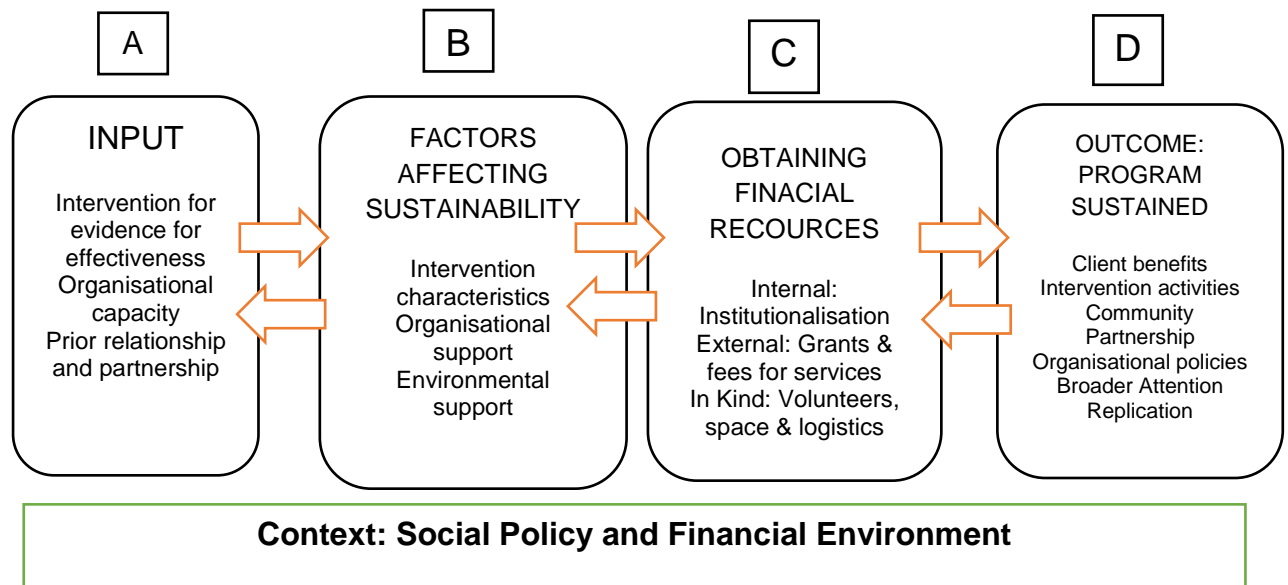 A
INPUT
Intervention for
evidence for
effectiveness
Organisational
capacity
Prior relationship
and partnership
B
FACTORS
AFFECTING
SUSTAINABILITY
Intervention
characteristics
Organisational
support
Environmental
support
C
OBTAINING
FINACIAL
RECOURCES
Internal:
Institutionalisation
External: Grants &
fees for services
In Kind: Volunteers,
space & logistics
D
OUTCOME:
PROGRAM
SUSTAINED
Client benefits
Intervention activities
Community
Partnership
Organisational policies
Broader Attention
Replication
Context: Social Policy and Financial Environment